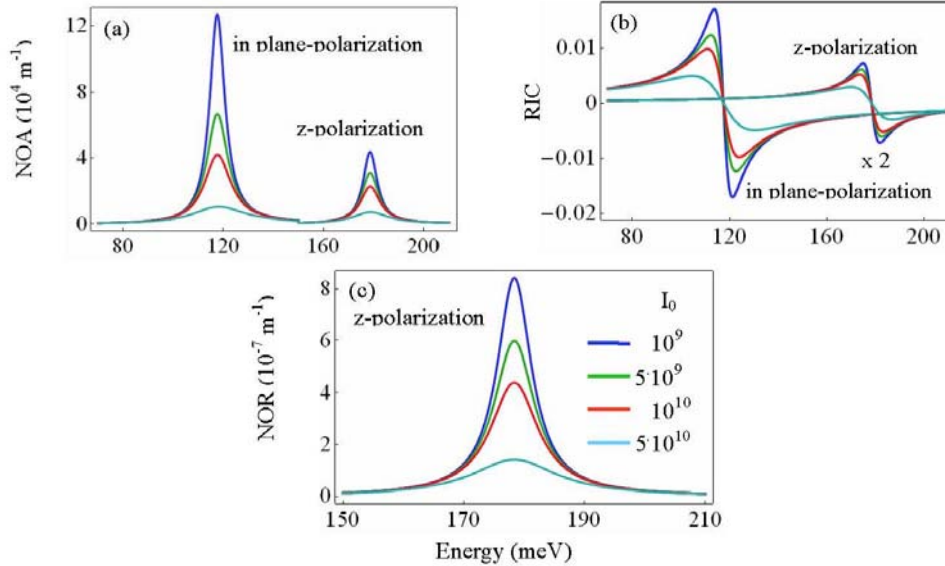 (a)
in plane-polarization
z-polarization
NOA (10⁴ m⁻¹)
12
8
4
0
80
120
160
200
(b)
z-polarization
x 2
in plane-polarization
RIC
0.01
0
−0.01
−0.02
80
120
160
200
(c)
z-polarization
NOR (10⁻⁷ m⁻¹)
8
6
4
2
0
I₀
10⁹
5·10⁹
10¹⁰
5·10¹⁰
150
170
190
210
Energy (meV)